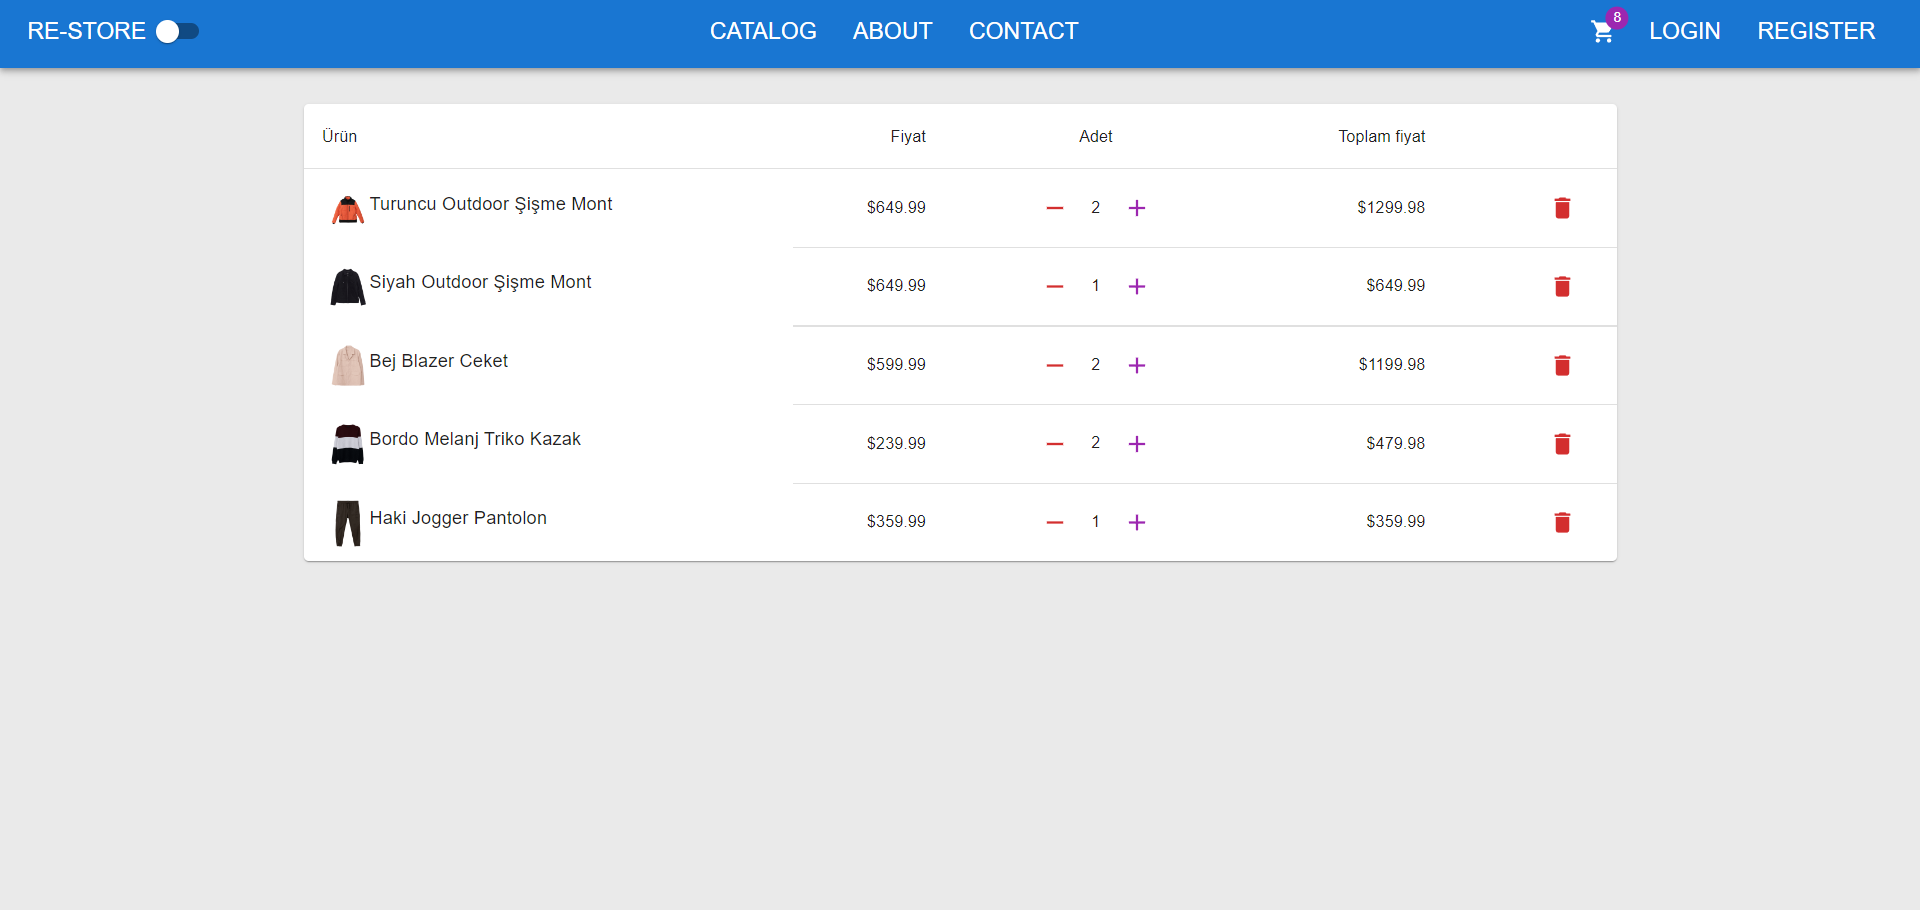 RE-STORE CATALOG ABOUT CONTACT 8 LOGIN REGISTER
Ürün Fiyat Adet Toplam fiyat
Turuncu Outdoor Şişme Mont $649.99 2 $1299.98
Siyah Outdoor Şişme Mont $649.99 1 $649.99
Bej Blazer Ceket $599.99 2 $1199.98
Bordo Melanj Triko Kazak $239.99 2 $479.98
Haki Jogger Pantolon $359.99 1 $359.99